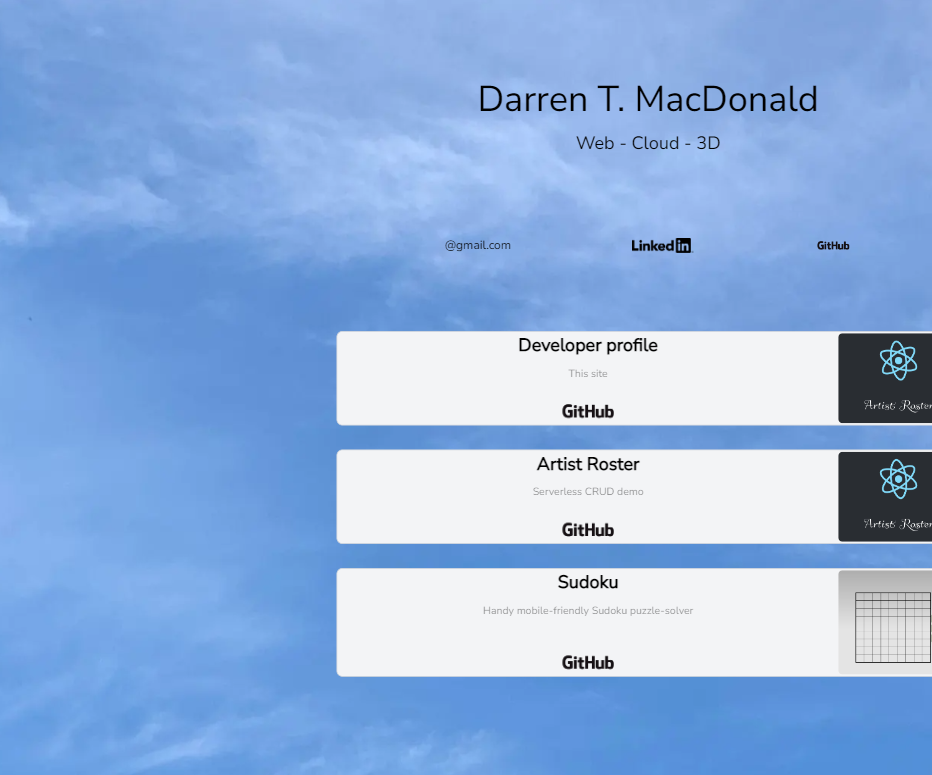 Darren T. MacDonald
Web - Cloud - 3D
@gmail.com
LinkedIn
GitHub
Developer profile
This site
GitHub
Artist Roster
Artist Roster
Serverless CRUD demo
GitHub
Artist Roster
Sudoku
Handy mobile-friendly Sudoku puzzle-solver
GitHub